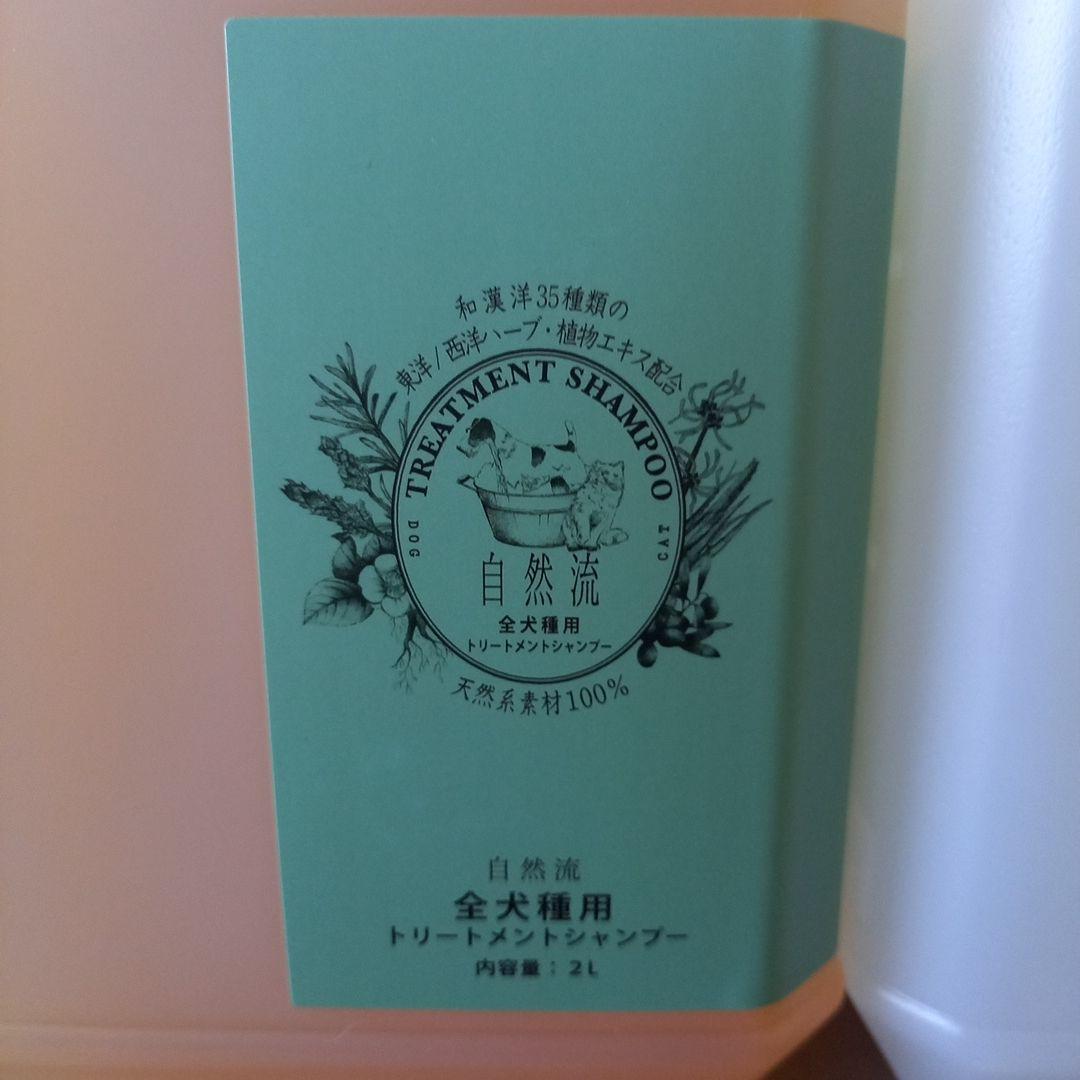 和漢洋35種類の
東洋/西洋ハーブ・植物エキス配合
TREATMENT SHAMPOO
DOG
CAT
自然流
全犬種用
トリートメントシャンプー
天然系素材100%
自然流
全犬種用
トリートメントシャンプー
内容量：2L